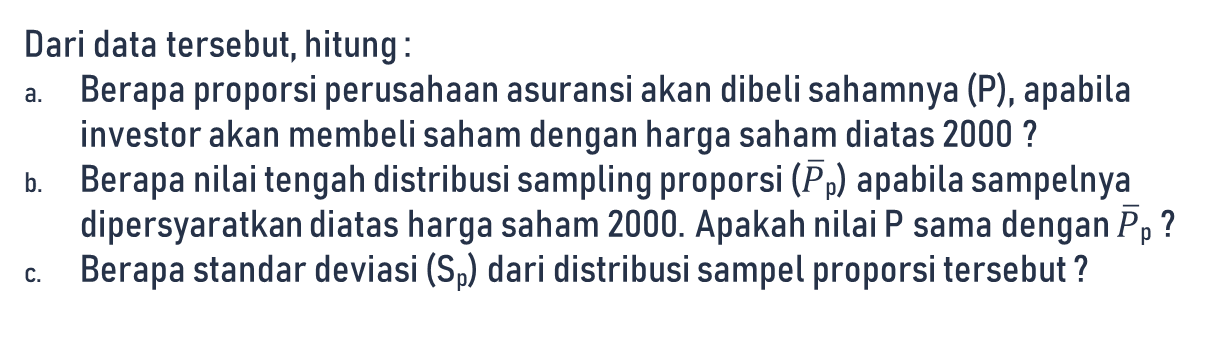 Dari data tersebut, hitung :
a. Berapa proporsi perusahaan asuransi akan dibeli sahamnya (P), apabila
investor akan membeli saham dengan harga saham diatas 2000 ?
b. Berapa nilai tengah distribusi sampling proporsi (P̅ₚ) apabila sampelnya
dipersyaratkan diatas harga saham 2000. Apakah nilai P sama dengan P̅ₚ ?
c. Berapa standar deviasi (Sₚ) dari distribusi sampel proporsi tersebut ?